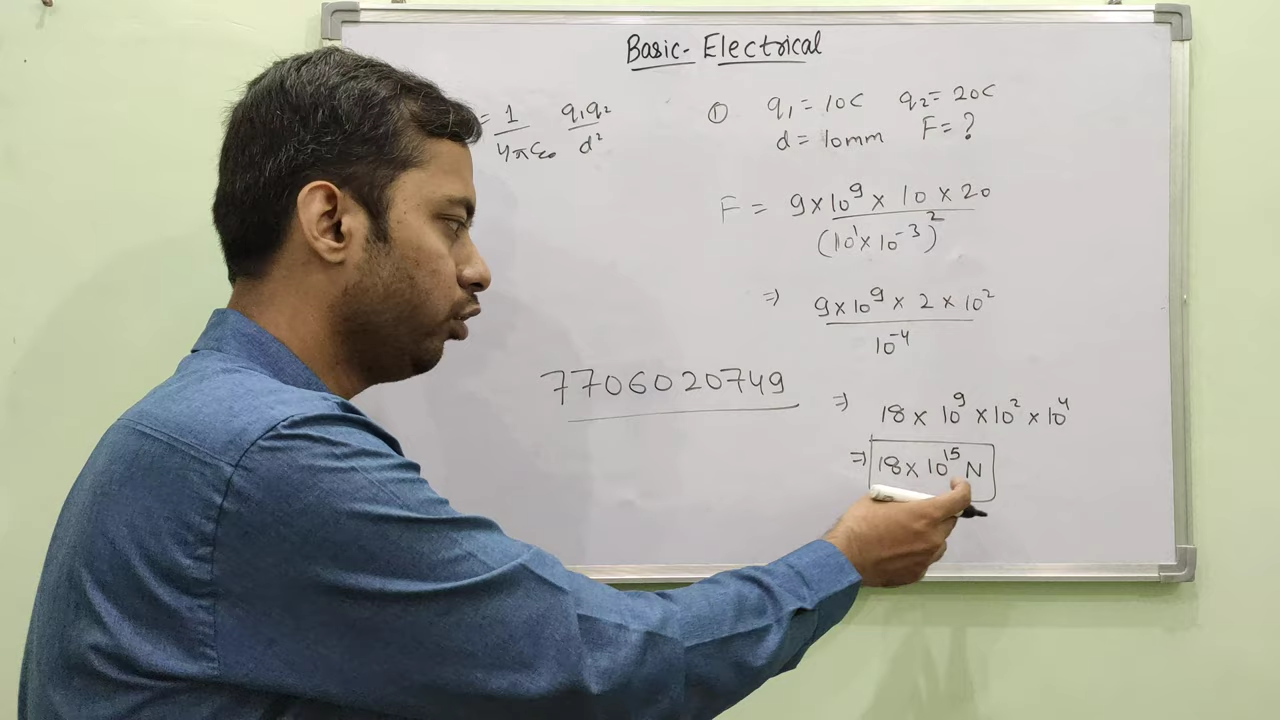 Basic- Electrical
= 1/4πε₀ q₁q₂/d²
① q₁ = 10C q₂ = 20C
d = 10mm F = ?
F = 9 x 10⁹ x 10 x 20
(10¹ x 10⁻³)²
⇒ 9 x 10⁹ x 2 x 10²
10⁻⁴
7706020749
⇒ 18 x 10⁹ x 10² x 10⁴
⇒ 18 x 10¹⁵ N